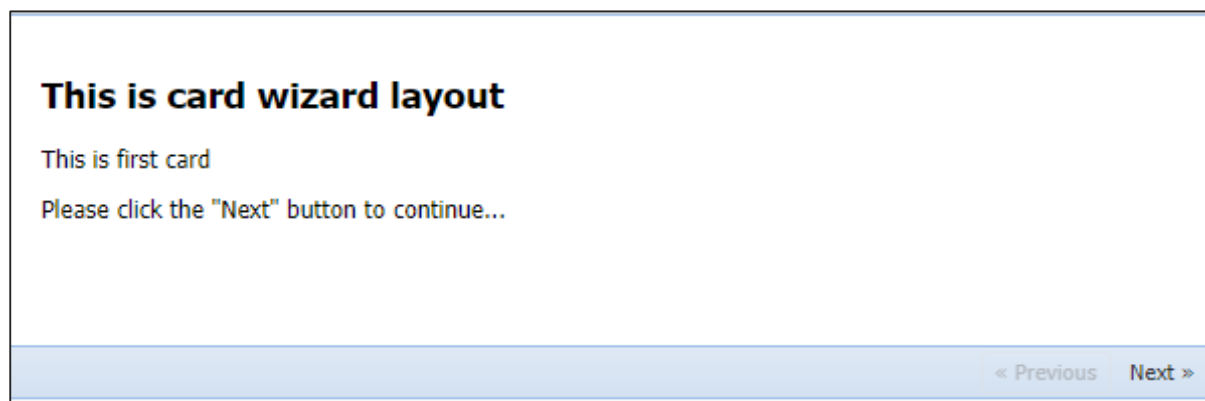 This is card wizard layout
This is first card
Please click the "Next" button to continue...
« Previous Next »